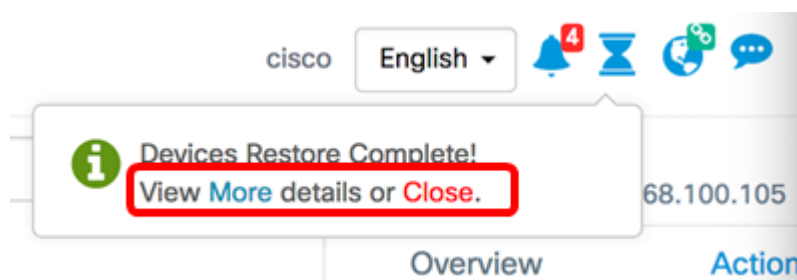 cisco English 4
Devices Restore Complete!
View More details or Close.
68.100.105
Overview Action